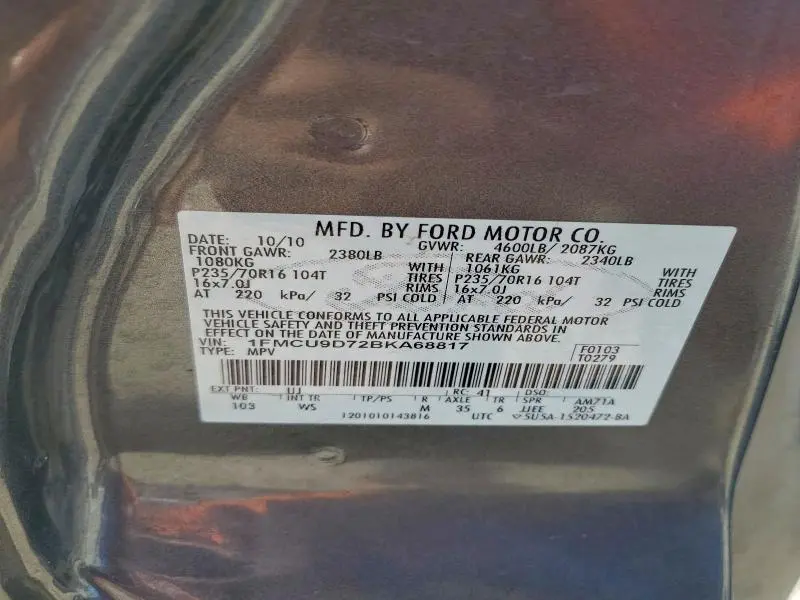 MFD. BY FORD MOTOR CO.
DATE: 10/10 GVWR: 4600LB/ 2087KG
FRONT GAWR: 2380LB REAR GAWR: 2340LB
1080KG WITH 1061KG WITH
P235/70R16 104T TIRES P235/70R16 104T TIRES
16x7.0J RIMS 16x7.0J RIMS
AT 220 kPa/ 32 PSI COLD AT 220 kPa/ 32 PSI COLD
THIS VEHICLE CONFORMS TO ALL APPLICABLE FEDERAL MOTOR
VEHICLE SAFETY AND THEFT PREVENTION STANDARDS IN
EFFECT ON THE DATE OF MANUFACTURE SHOWN ABOVE.
VIN: 1FMCU9D72BKA68817 F0103
TYPE: MPV T0279
EXT PNT: UJ RC: 41 DSO:
WB INT TR TP/PS R AXLE TR SPR AM71A
103 WS M 35 6 JJEE 205
1201010143816 UTC 5U5A-1520472-BA